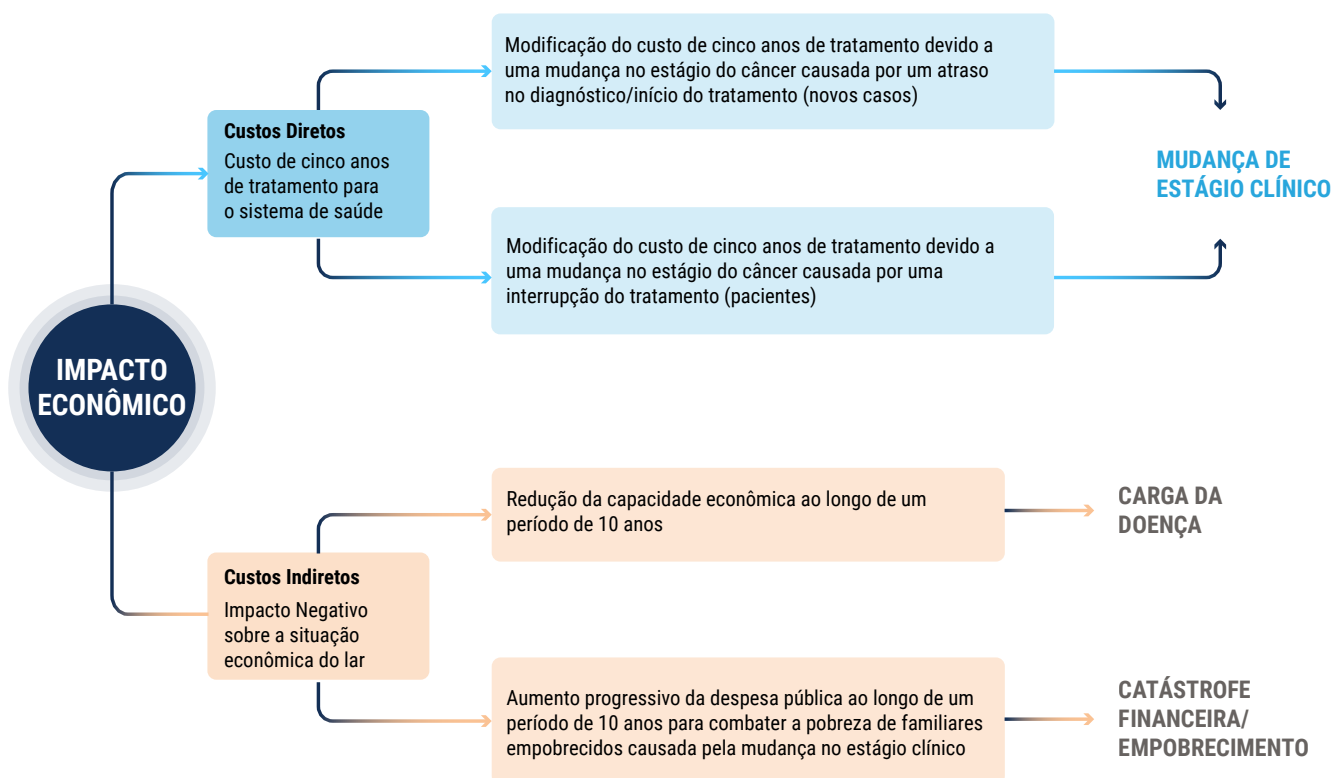 IMPACTO
ECONÔMICO
Custos Diretos
Custo de cinco anos
de tratamento para
o sistema de saúde
Modificação do custo de cinco anos de tratamento devido a
uma mudança no estágio do câncer causada por um atraso
no diagnóstico/início do tratamento (novos casos)
Modificação do custo de cinco anos de tratamento devido a
uma mudança no estágio do câncer causada por uma
interrupção do tratamento (pacientes)
MUDANÇA DE
ESTÁGIO CLÍNICO
Custos Indiretos
Impacto Negativo
sobre a situação
econômica do lar
Redução da capacidade econômica ao longo de um
período de 10 anos
CARGA DA
DOENÇA
Aumento progressivo da despesa pública ao longo de um
período de 10 anos para combater a pobreza de familiares
empobrecidos causada pela mudança no estágio clínico
CATÁSTROFE
FINANCEIRA/
EMPOBRECIMENTO